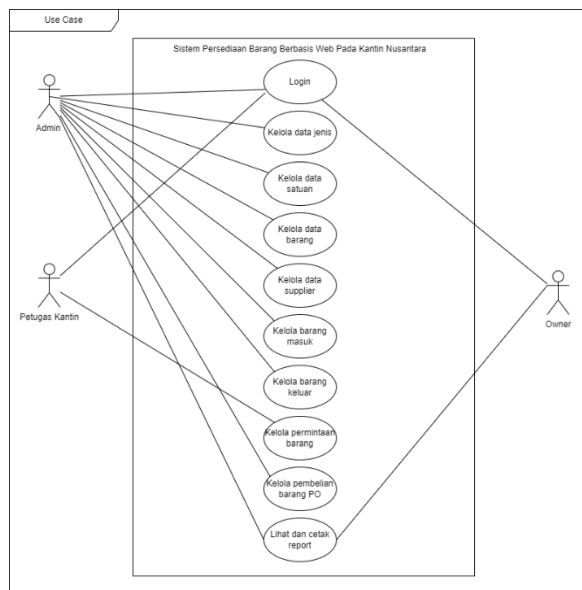 Use Case
Sistem Persediaan Barang Berbasis Web Pada Kantin Nusantara
Login
Admin
Kelola data jenis
Kelola data
satuan
Kelola data
barang
Kelola data
supplier
Petugas Kantin
Owner
Kelola barang
masuk
Kelola barang
keluar
Kelola permintaan
barang
Kelola pembelian
barang PO
Lihat dan cetak
report